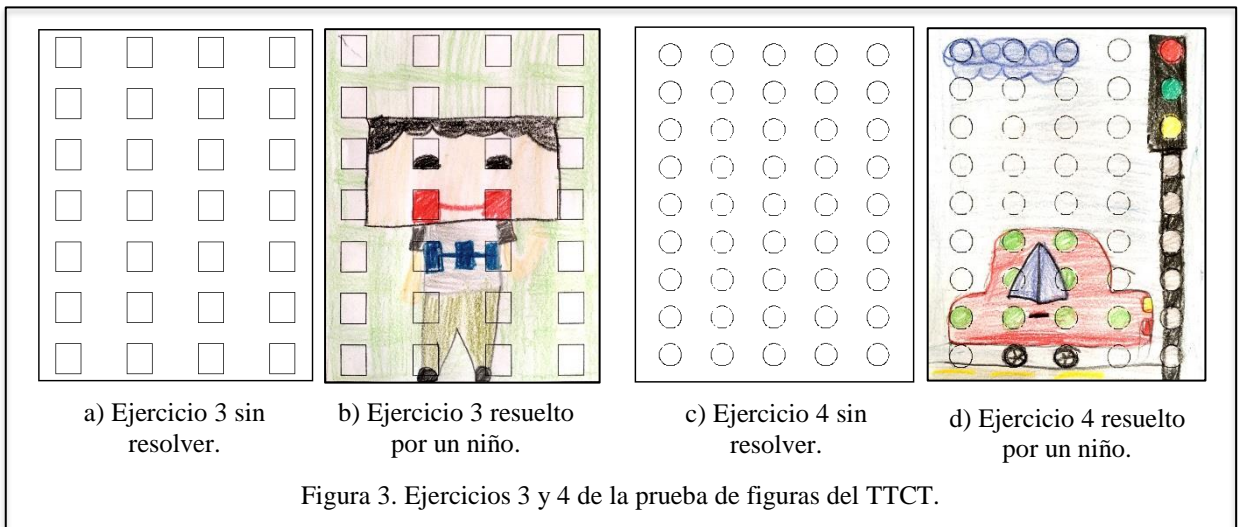 a) Ejercicio 3 sin
resolver.
b) Ejercicio 3 resuelto
por un niño.
c) Ejercicio 4 sin
resolver.
d) Ejercicio 4 resuelto
por un niño.
Figura 3. Ejercicios 3 y 4 de la prueba de figuras del TTCT.